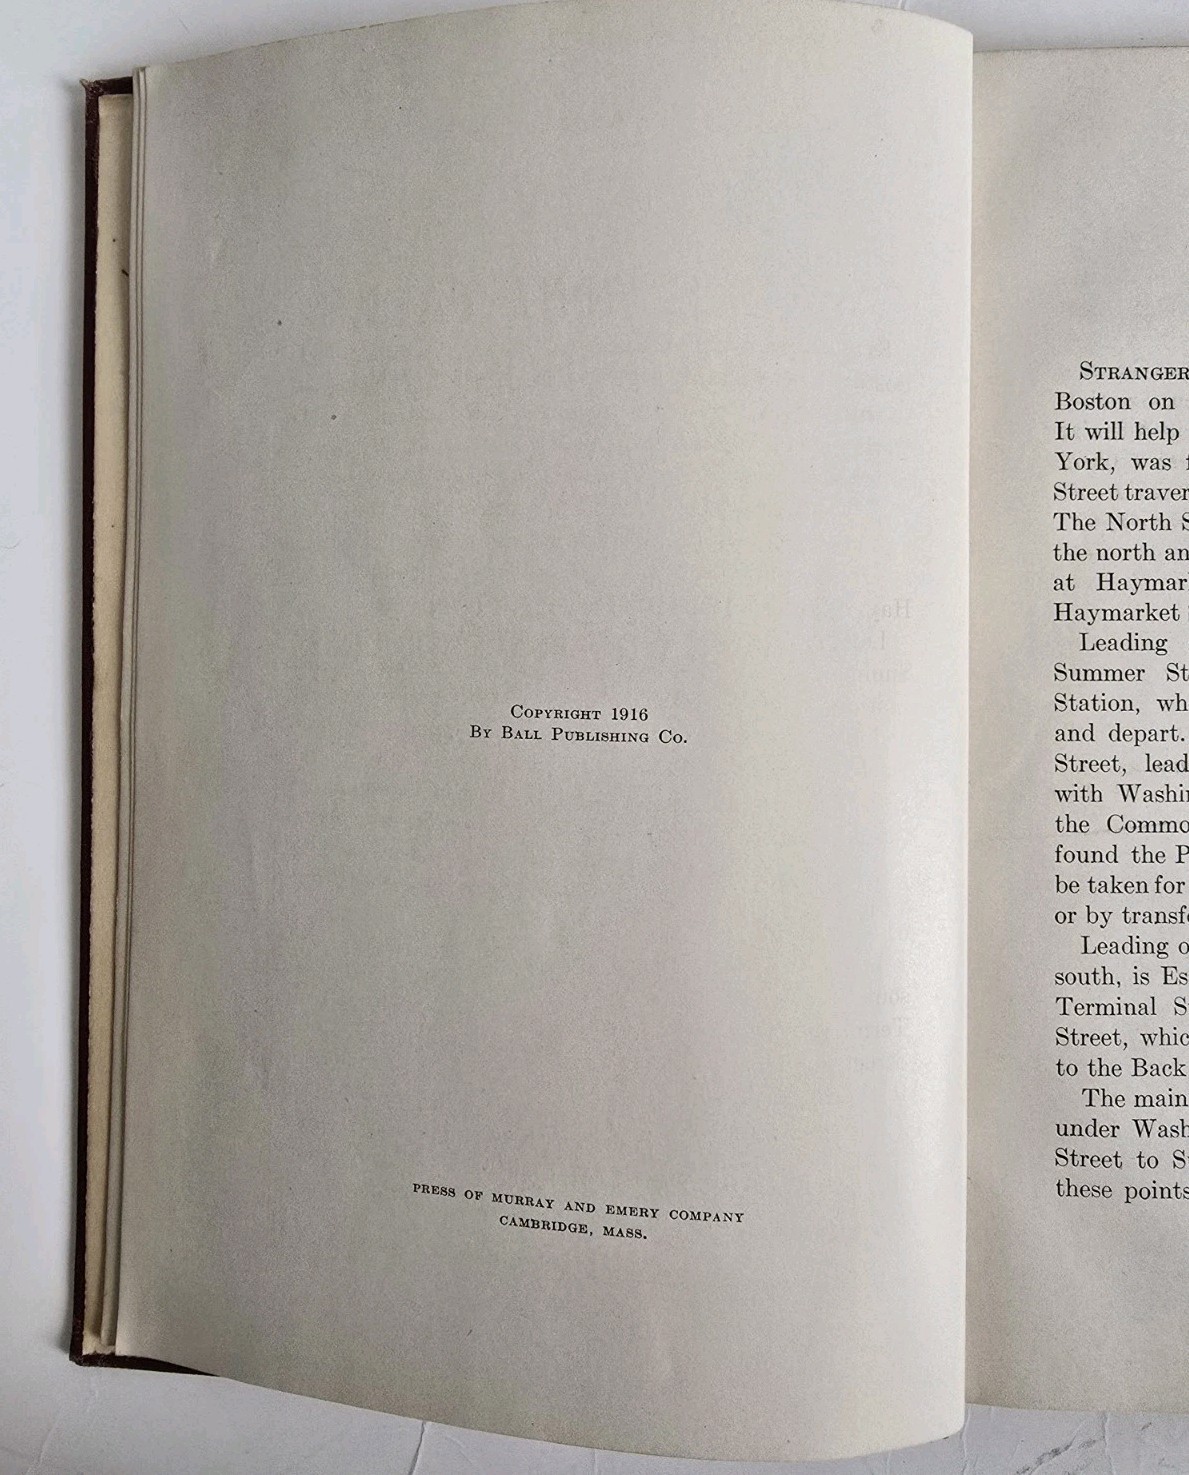 COPYRIGHT 1916
BY BALL PUBLISHING CO.
PRESS OF MURRAY AND EMERY COMPANY
CAMBRIDGE, MASS.
STRANGER
Boston on
It will help
York, was
Street traver
The North S
the north an
at Haymar
Haymarket
Leading
Summer St
Station, wh
and depart.
Street, lead
with Washin
the Commo
found the P
be taken for
or by transfe
Leading o
south, is Es
Terminal S
Street, whic
to the Back
The main
under Wash
Street to S
these points